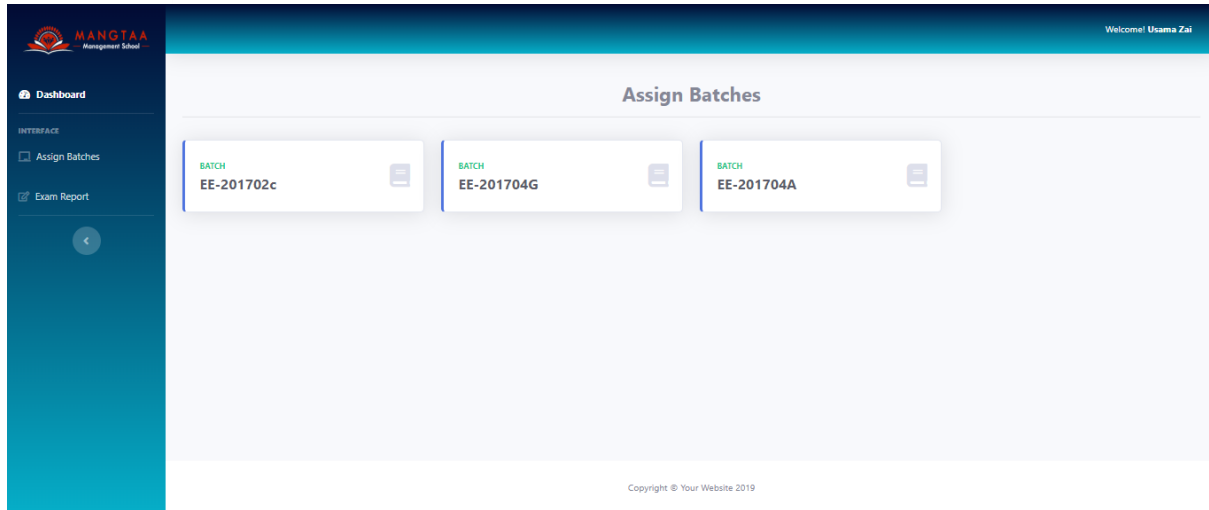 MANGTAA
Management School
Welcome! Usama Zai
Dashboard
INTERFACE
Assign Batches
Exam Report
Assign Batches
BATCH
EE-201702c
BATCH
EE-201704G
BATCH
EE-201704A
Copyright © Your Website 2019